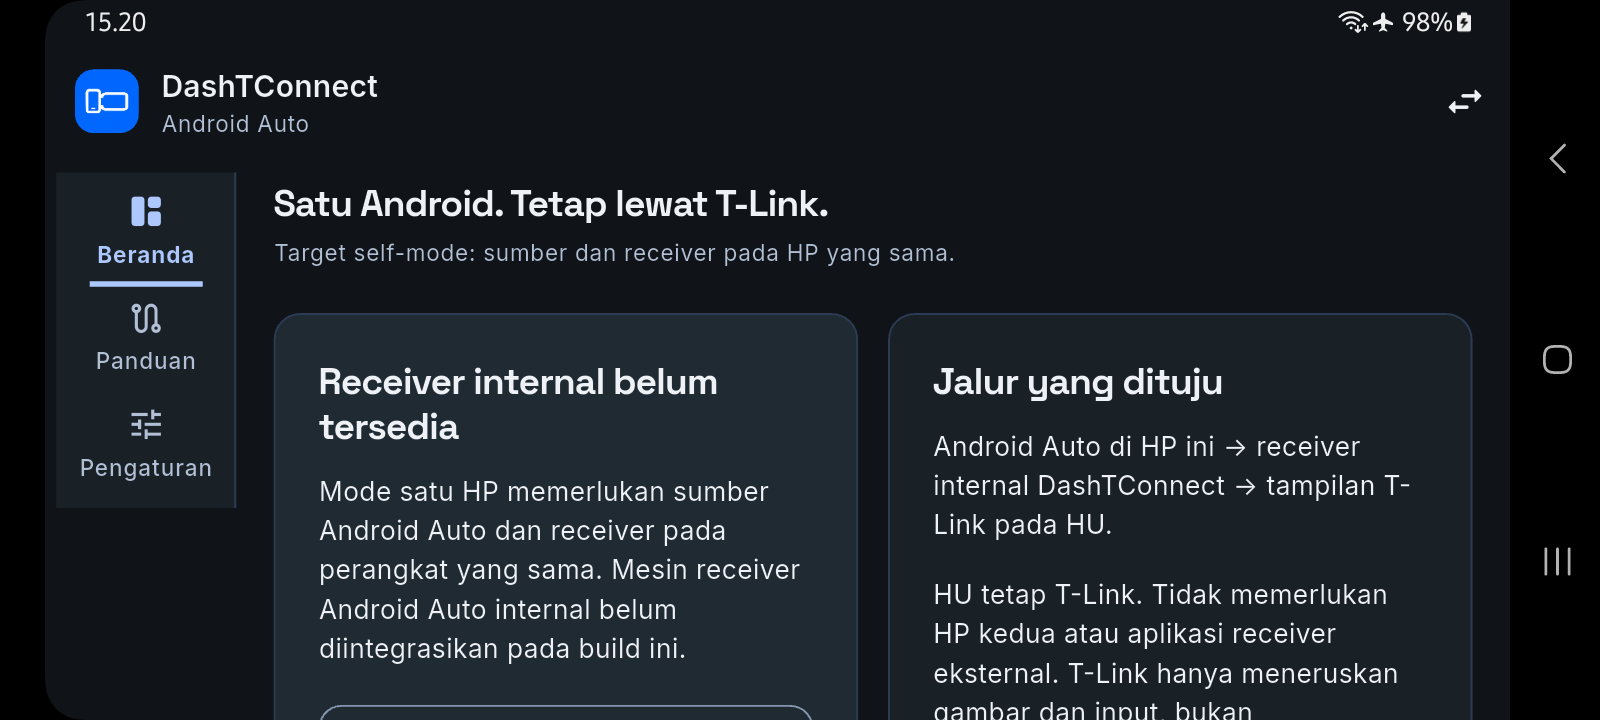 15.20
98%
DashTConnect
Android Auto
Beranda
Panduan
Pengaturan
Satu Android. Tetap lewat T-Link.
Target self-mode: sumber dan receiver pada HP yang sama.
Receiver internal belum
tersedia
Mode satu HP memerlukan sumber
Android Auto dan receiver pada
perangkat yang sama. Mesin receiver
Android Auto internal belum
diintegrasikan pada build ini.
Jalur yang dituju
Android Auto di HP ini → receiver
internal DashTConnect → tampilan T-
Link pada HU.
HU tetap T-Link. Tidak memerlukan
HP kedua atau aplikasi receiver
eksternal. T-Link hanya meneruskan
gambar dan input, bukan